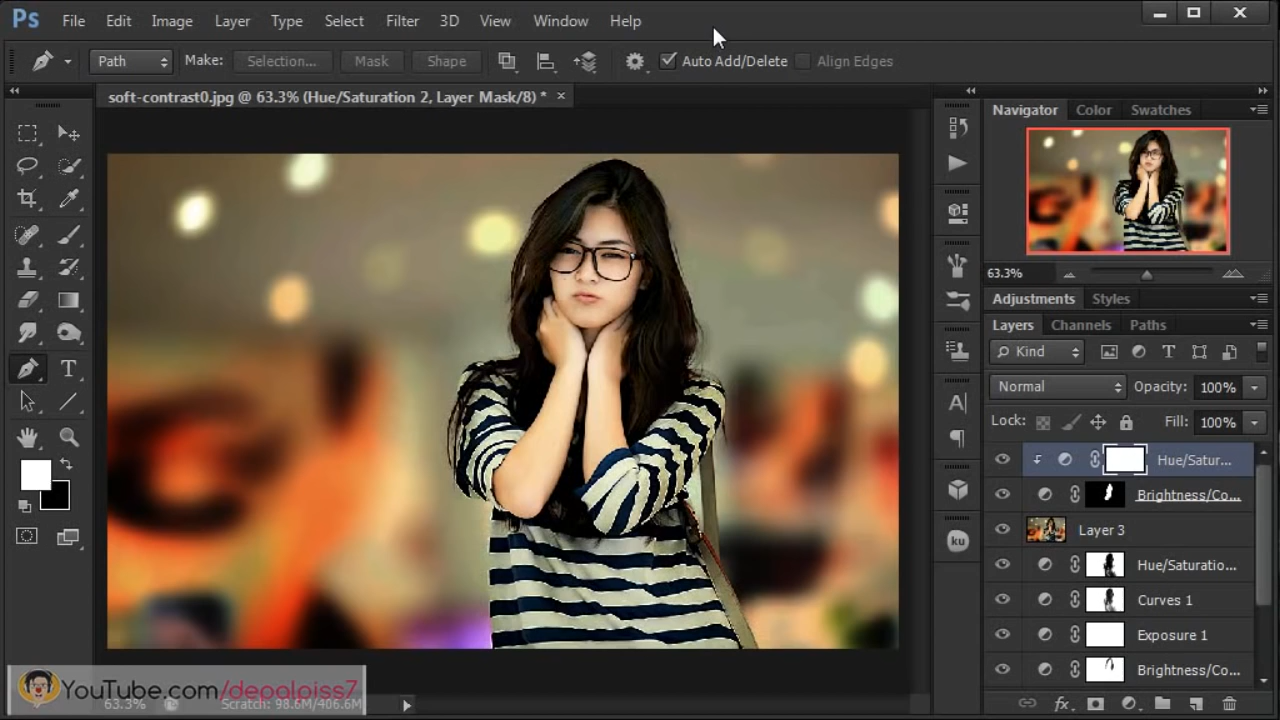 Ps File Edit Image Layer Type Select Filter 3D View Window Help
Path Make: Selection... Mask Shape Auto Add/Delete Align Edges
soft-contrast0.jpg @ 63.3% (Hue/Saturation 2, Layer Mask/8) * ×
Navigator Color Swatches
63.3%
Adjustments Styles
Layers Channels Paths
Kind
Normal Opacity: 100%
Lock: Fill: 100%
Hue/Satur...
Brightness/Co...
Layer 3
Hue/Saturatio...
Curves 1
Exposure 1
Brightness/Co...
T
A
ku
YouTube.com/depalpiss7
63.3% Scratch: 98.6M/406.6M
fx